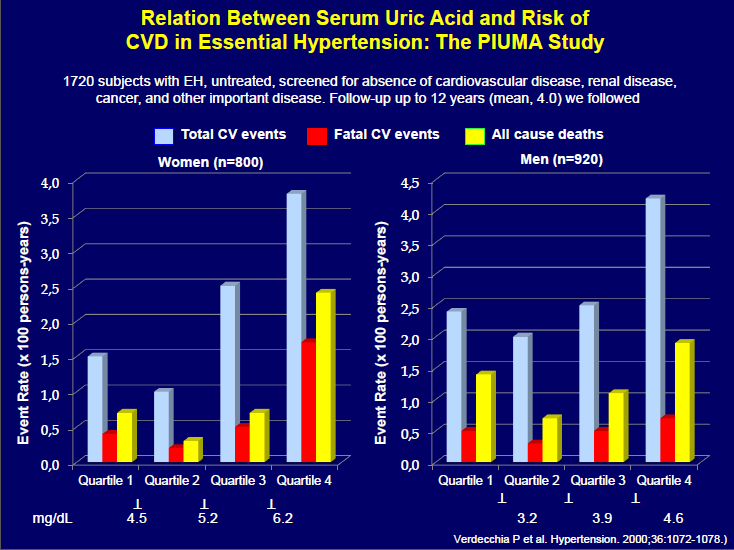 Relation Between Serum Uric Acid and Risk of
CVD in Essential Hypertension: The PIUMA Study
1720 subjects with EH, untreated, screened for absence of cardiovascular disease, renal disease,
cancer, and other important disease. Follow-up up to 12 years (mean, 4.0) we followed
Total CV events Fatal CV events All cause deaths
Women (n=800)
Event Rate (x 100 persons-years)
4,0
3,5
3,0
2,5
2,0
1,5
1,0
0,5
0,0
Quartile 1 Quartile 2 Quartile 3 Quartile 4
mg/dL 4.5 5.2 6.2
Men (n=920)
Event Rate (x 100 persons-years)
4,5
4,0
3,5
3,0
2,5
2,0
1,5
1,0
0,5
0,0
Quartile 1 Quartile 2 Quartile 3 Quartile 4
3.2 3.9 4.6
Verdecchia P et al. Hypertension. 2000;36:1072-1078.)